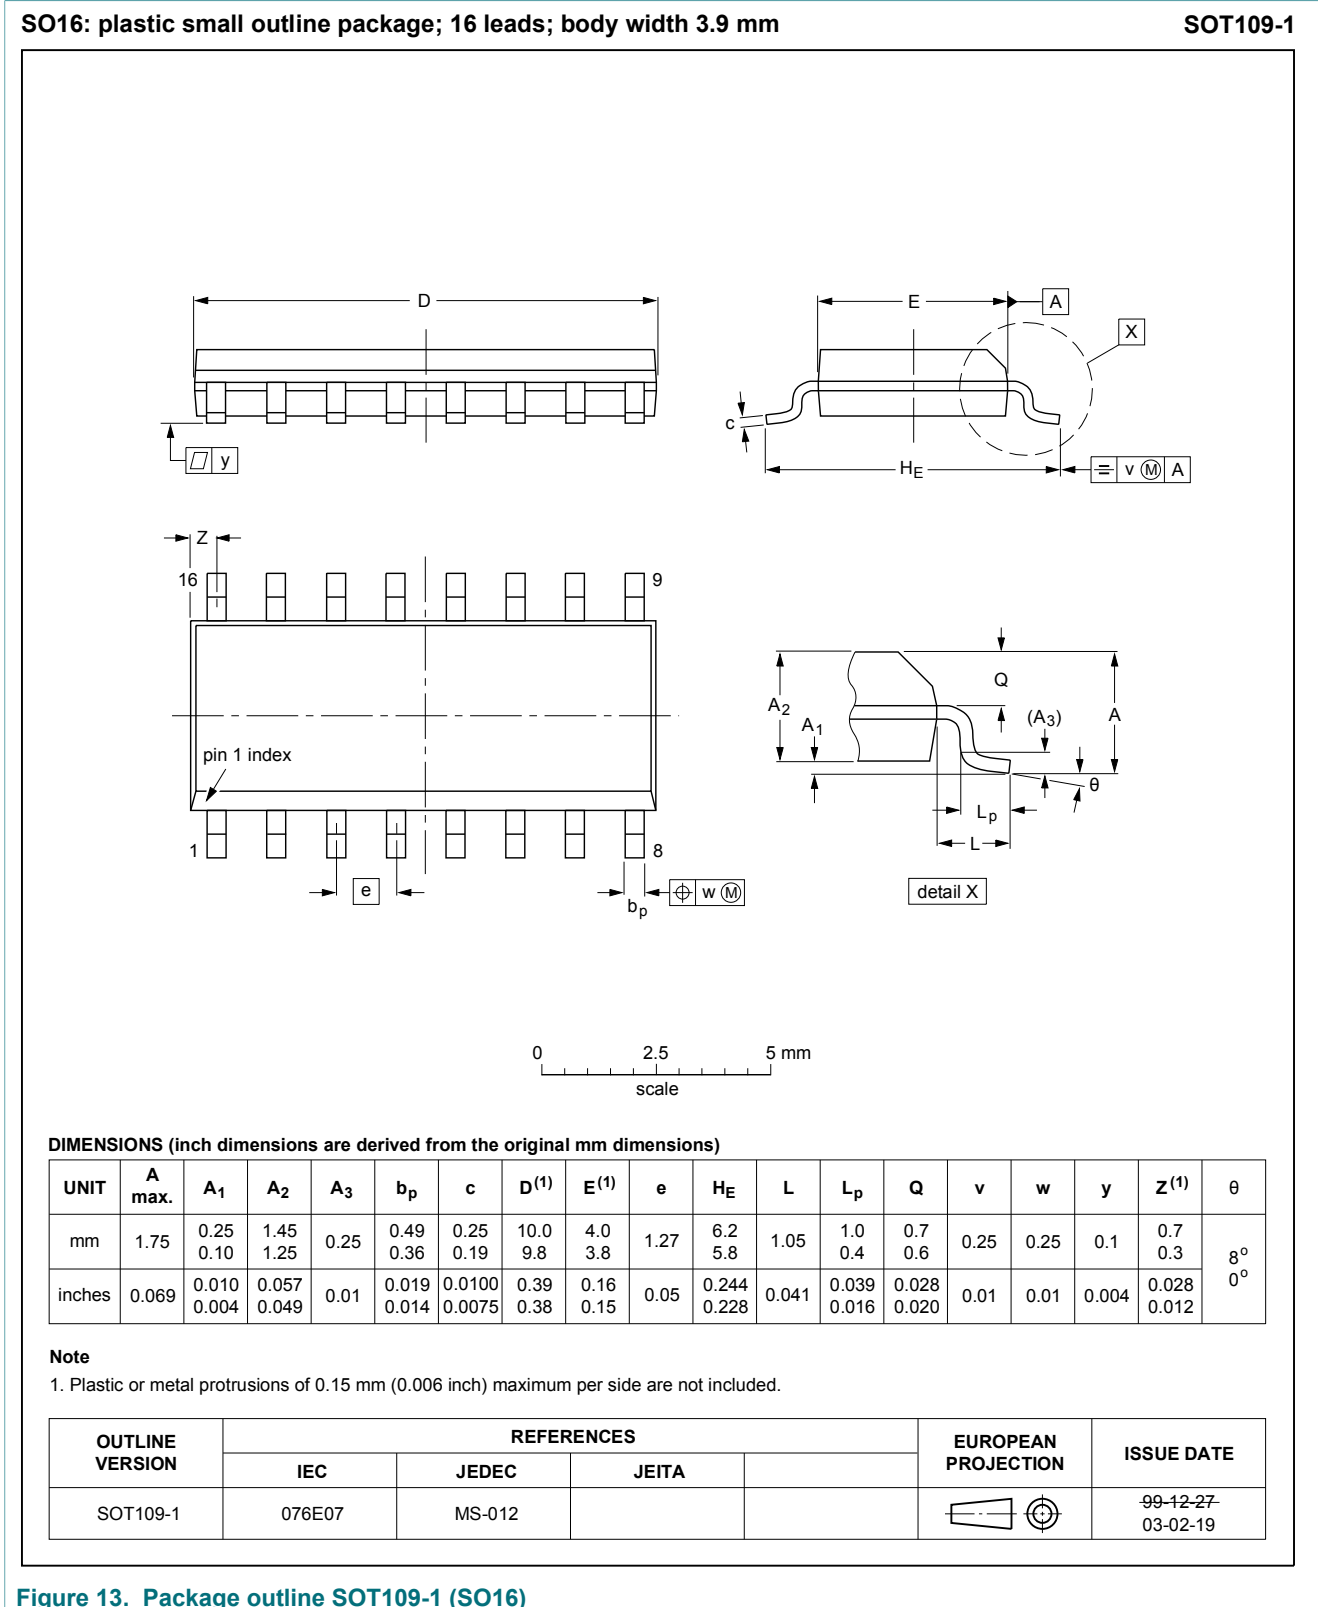 SO16: plastic small outline package; 16 leads; body width 3.9 mm SOT109-1
D
E
A
X
c
y
HE
v M A
Z
16
9
pin 1 index
1
8
e
bp
w M
Q
A2
A1
(A3)
A
θ
Lp
L
detail X
0 2.5 5 mm
scale
DIMENSIONS (inch dimensions are derived from the original mm dimensions)
UNIT A max. A1 A2 A3 bp c D(1) E(1) e HE L Lp Q v w y Z(1) θ
mm 1.75 0.25 0.10 1.45 1.25 0.25 0.49 0.36 0.25 0.19 10.0 9.8 4.0 3.8 1.27 6.2 5.8 1.05 1.0 0.4 0.7 0.6 0.25 0.25 0.1 0.7 0.3 8o 0o
inches 0.069 0.010 0.004 0.057 0.049 0.01 0.019 0.014 0.0100 0.0075 0.39 0.38 0.16 0.15 0.05 0.244 0.228 0.041 0.039 0.016 0.028 0.020 0.01 0.01 0.004 0.028 0.012
Note
1. Plastic or metal protrusions of 0.15 mm (0.006 inch) maximum per side are not included.
OUTLINE VERSION REFERENCES EUROPEAN PROJECTION ISSUE DATE
IEC JEDEC JEITA
SOT109-1 076E07 MS-012 99-12-27
03-02-19
Figure 13. Package outline SOT109-1 (SO16)